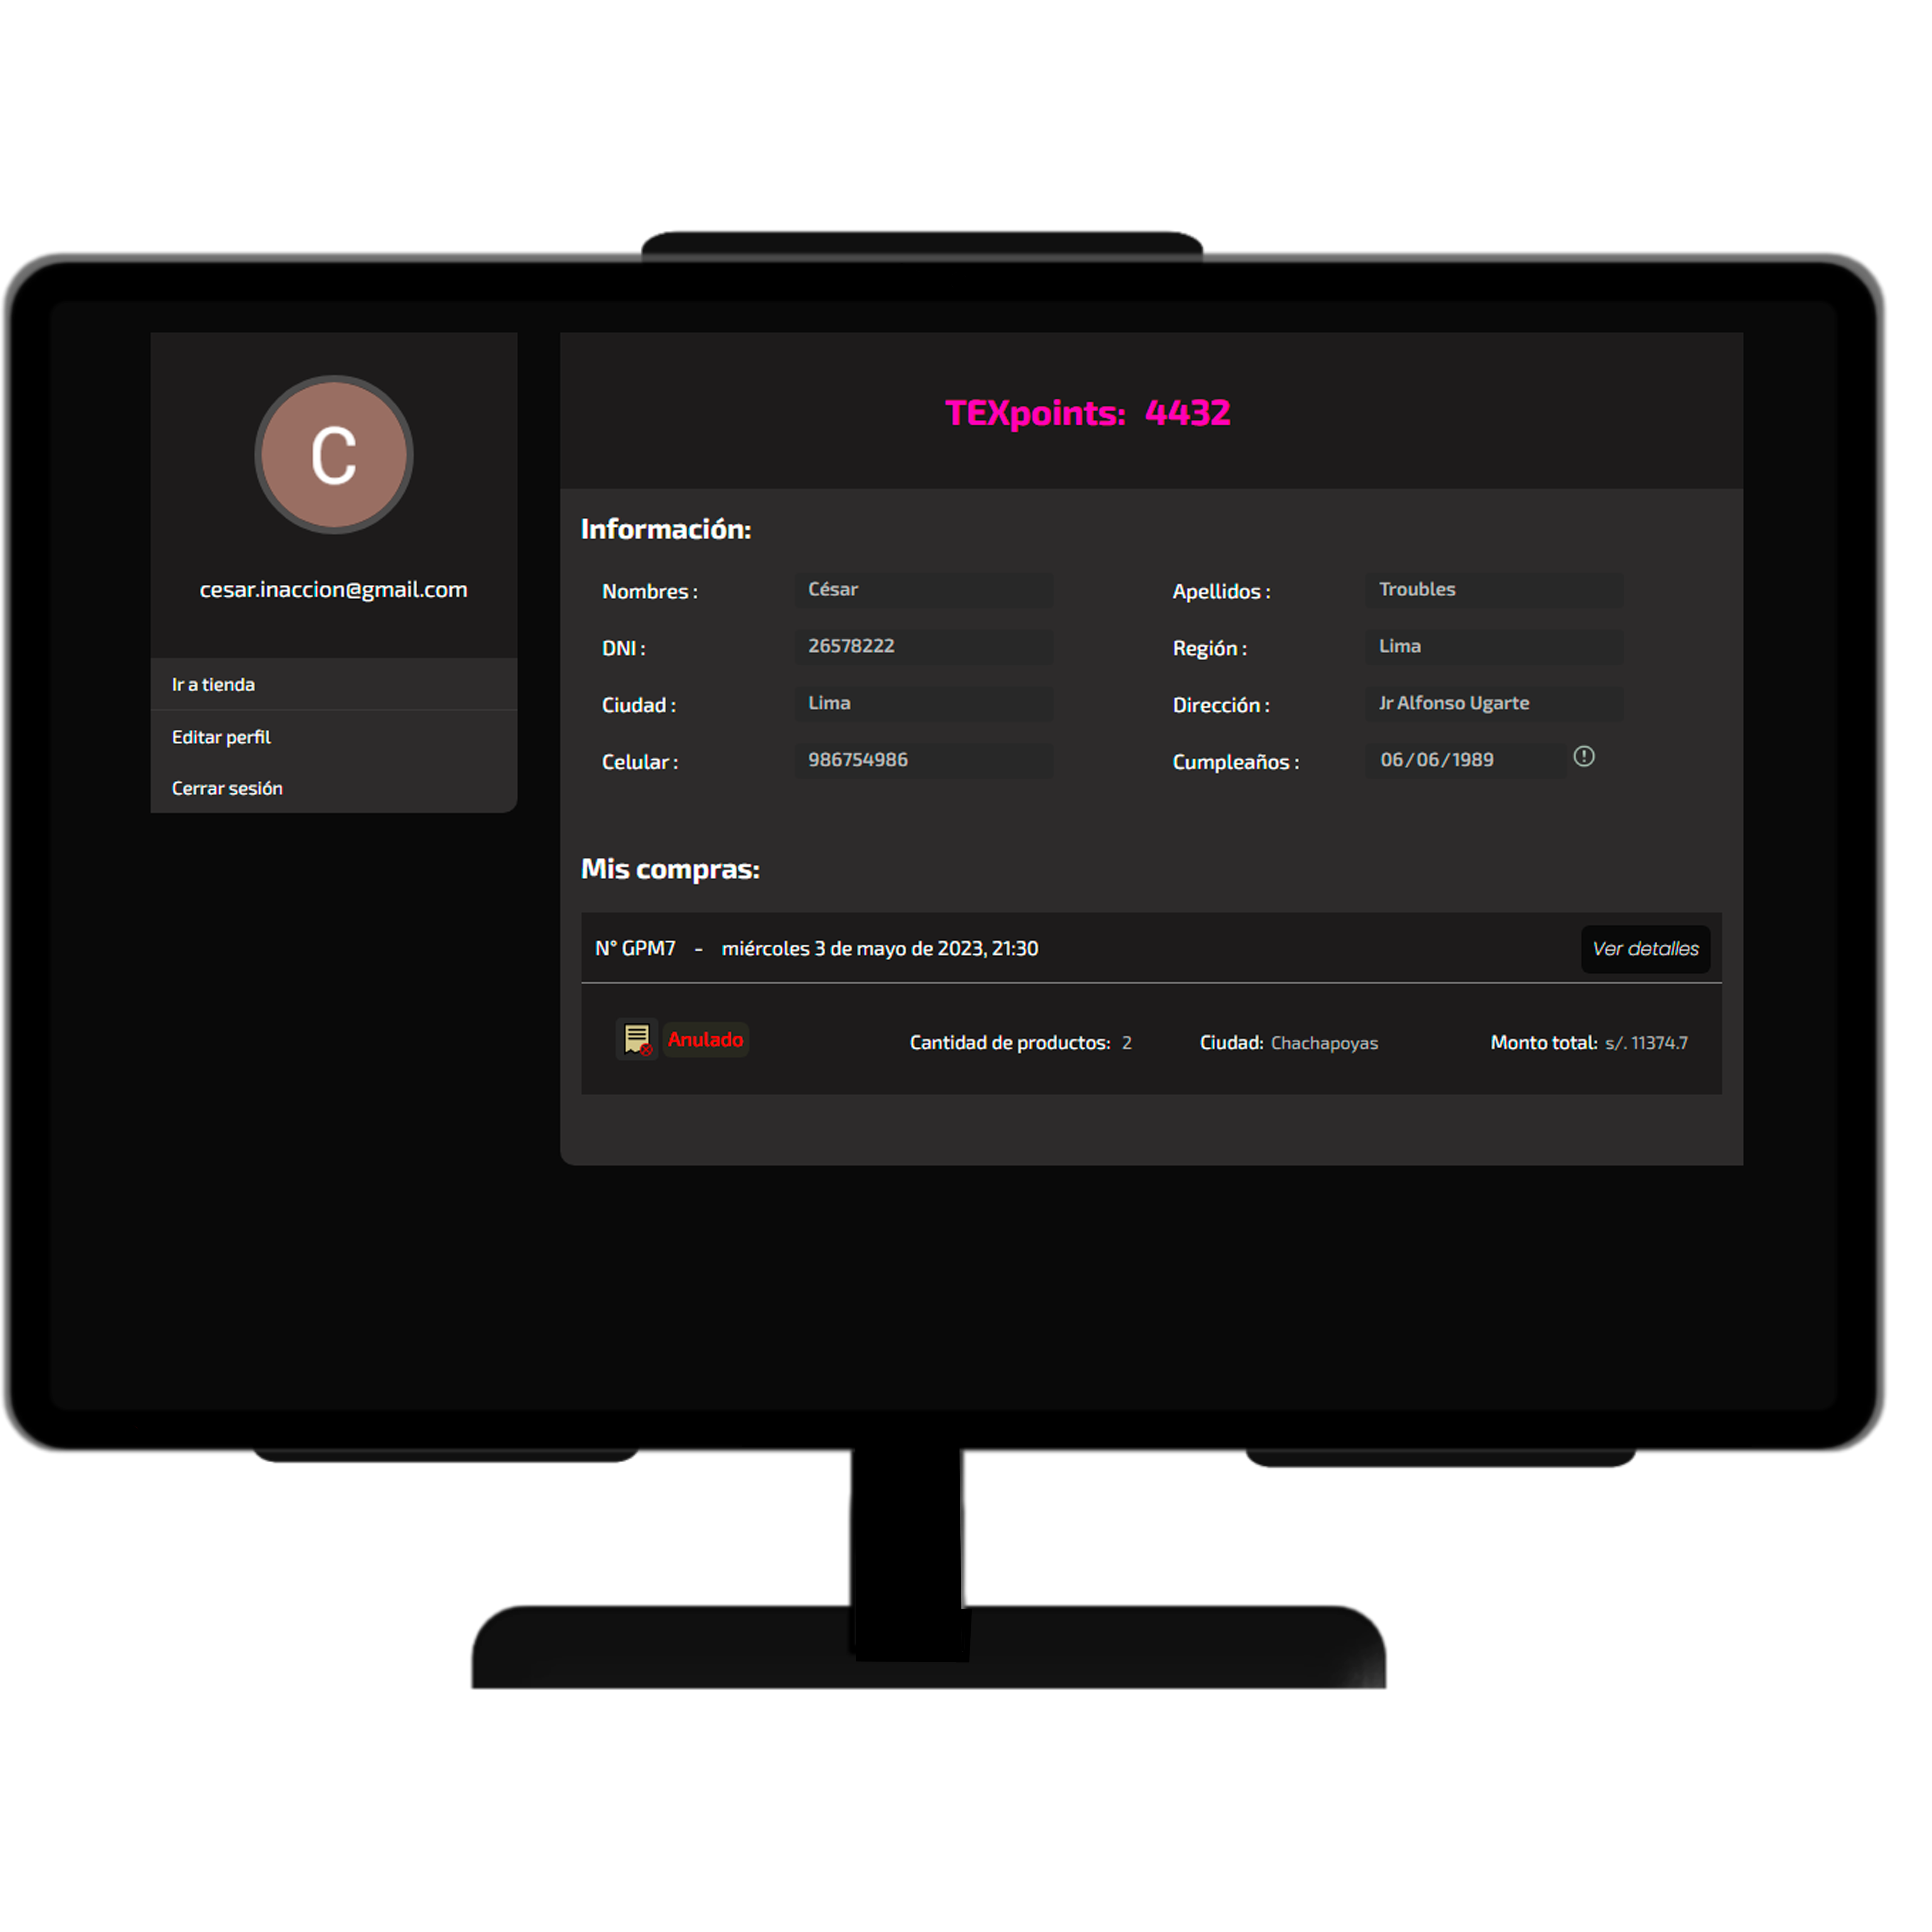 C
cesar.inaccion@gmail.com
Ir a tienda
Editar perfil
Cerrar sesión
TEXpoints: 4432
Información:
Nombres : César Apellidos : Troubles
DNI : 26578222 Región : Lima
Ciudad : Lima Dirección : Jr Alfonso Ugarte
Celular : 986754986 Cumpleaños : 06/06/1989
Mis compras:
N° GPM7 - miércoles 3 de mayo de 2023, 21:30 Ver detalles
Anulado Cantidad de productos: 2 Ciudad: Chachapoyas Monto total: s/. 11374.7